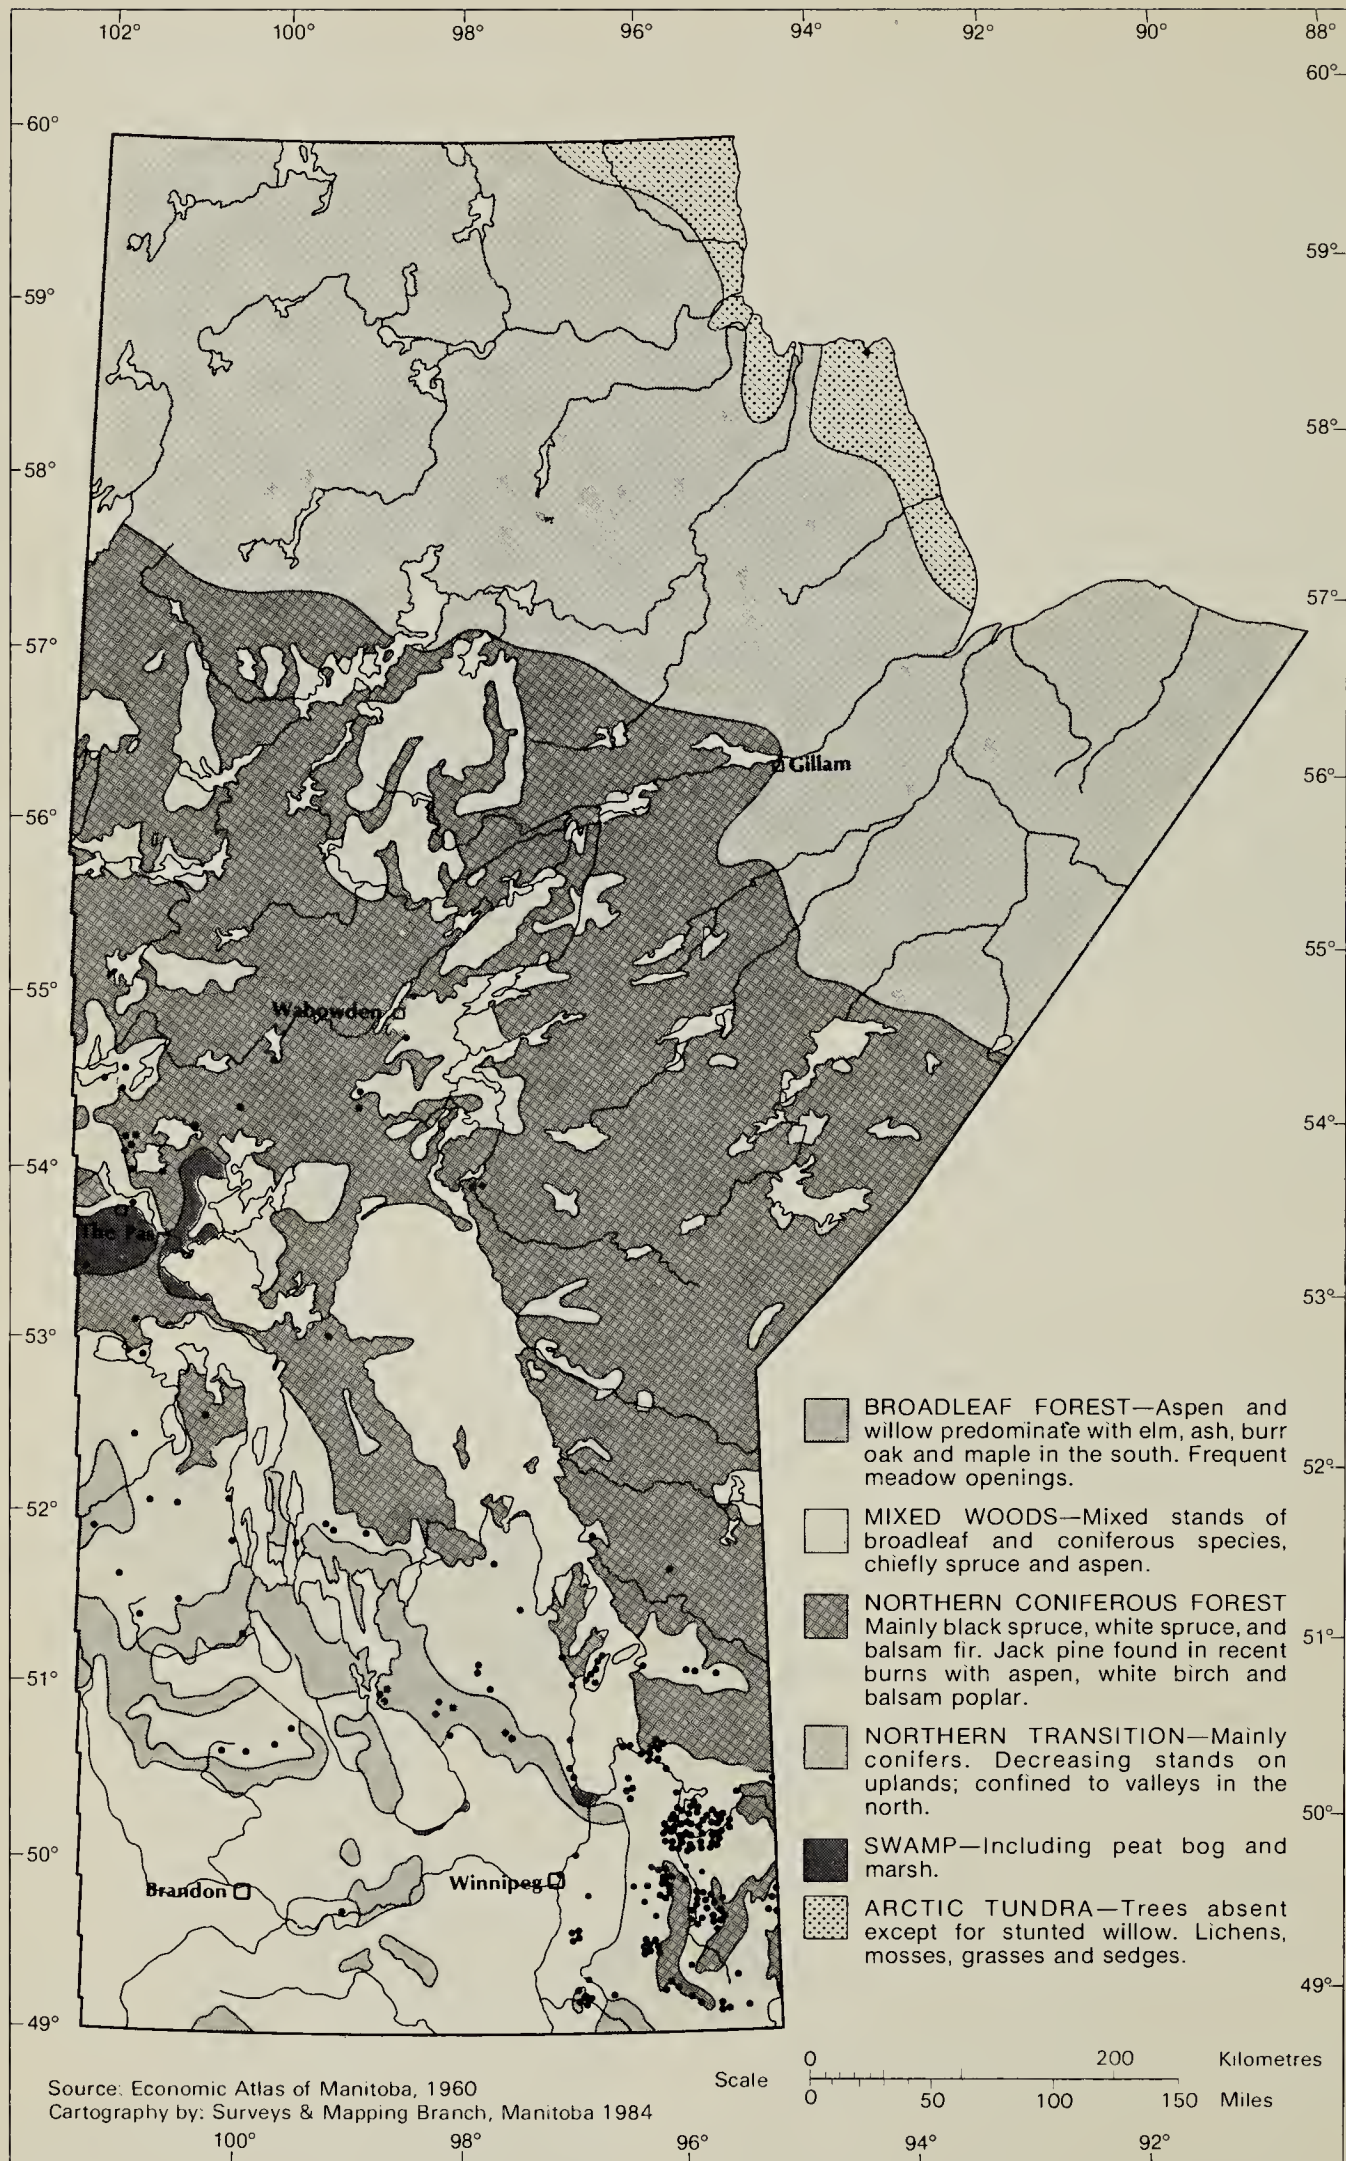 102° 100° 98° 96° 94° 92° 90° 88°
60°
60°
59°
59°
58°
58°
57°
57°
Gillam
56°
56°
55°
55°
Wabowden
54°
54°
The Pas
53°
53°
BROADLEAF FOREST—Aspen and
willow predominate with elm, ash, burr
oak and maple in the south. Frequent
meadow openings.
52°
52°
MIXED WOODS—Mixed stands of
broadleaf and coniferous species,
chiefly spruce and aspen.
NORTHERN CONIFEROUS FOREST
Mainly black spruce, white spruce, and
balsam fir. Jack pine found in recent
burns with aspen, white birch and
balsam poplar.
51°
51°
NORTHERN TRANSITION—Mainly
conifers. Decreasing stands on
uplands; confined to valleys in the
north.
50°
50°
SWAMP—Including peat bog and
marsh.
Brandon
Winnipeg
ARCTIC TUNDRA—Trees absent
except for stunted willow. Lichens,
mosses, grasses and sedges.
49°
49°
0 200 Kilometres
Scale
0 50 100 150 Miles
Source: Economic Atlas of Manitoba, 1960
Cartography by: Surveys & Mapping Branch, Manitoba 1984
100° 98° 96° 94° 92°